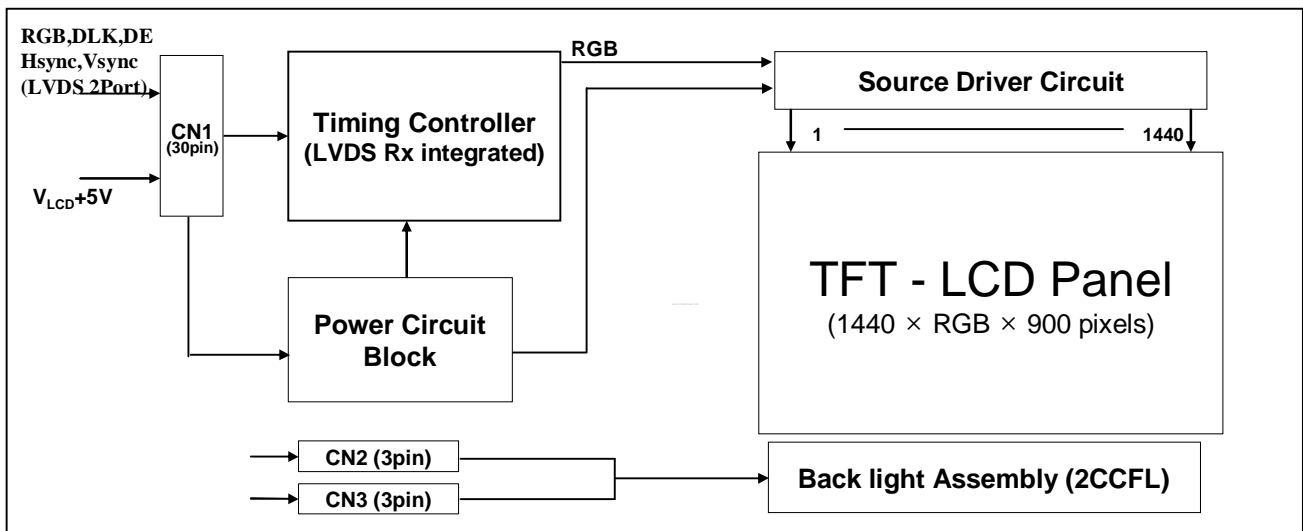 RGB,DLK,DE
Hsync,Vsync
(LVDS 2Port)
CN1
(30pin)
VLCD+5V
Timing Controller
(LVDS Rx integrated)
RGB
Source Driver Circuit
1
1440
Power Circuit
Block
TFT - LCD Panel
(1440 × RGB × 900 pixels)
CN2 (3pin)
CN3 (3pin)
Back light Assembly (2CCFL)